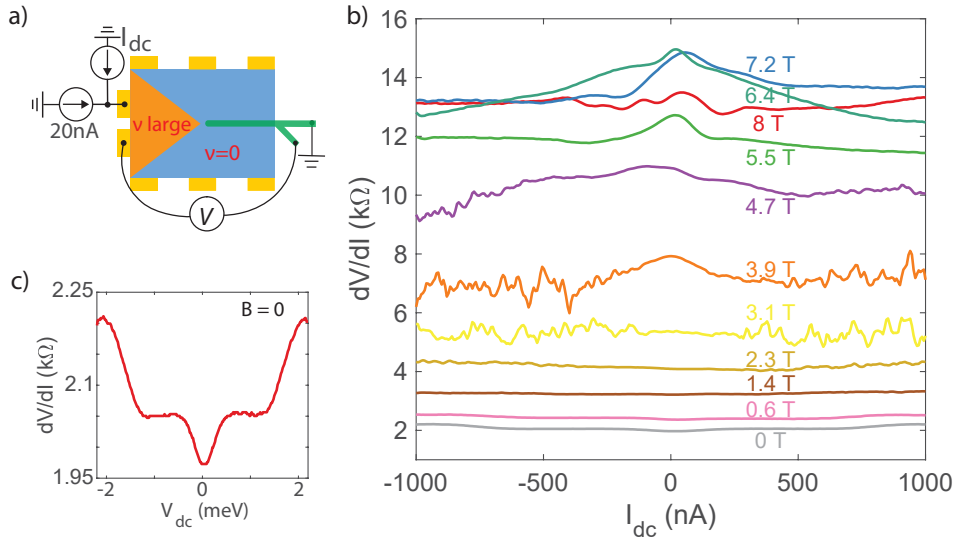 a)
I_dc
20nA
ν large
ν=0
V
b)
dV/dI (kΩ)
16
14
12
10
8
6
4
2
7.2 T
6.4 T
8 T
5.5 T
4.7 T
3.9 T
3.1 T
2.3 T
1.4 T
0.6 T
0 T
-1000
-500
0
500
1000
I_dc (nA)
c)
dV/dI (kΩ)
2.25
2.1
1.95
B = 0
-2
0
2
V_dc (meV)